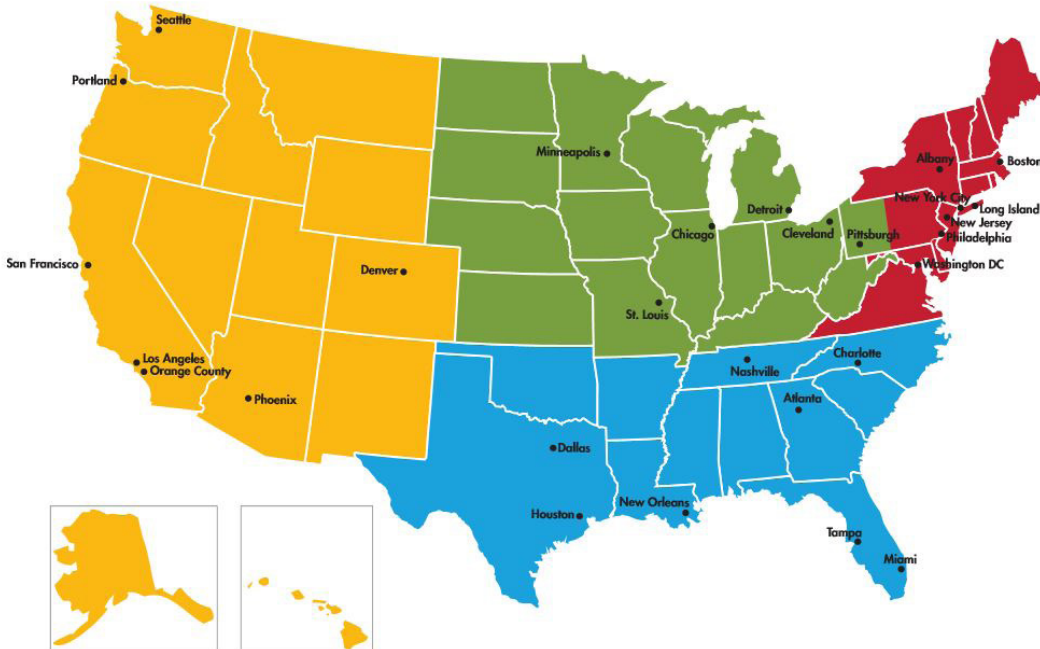 Seattle
Portland
Minneapolis
Albany
Boston
New York City
Long Island
New Jersey
Philadelphia
Detroit
Chicago
Cleveland
Pittsburgh
Washington DC
San Francisco
Denver
St. Louis
Los Angeles
Orange County
Phoenix
Nashville
Charlotte
Atlanta
Dallas
Houston
New Orleans
Tampa
Miami